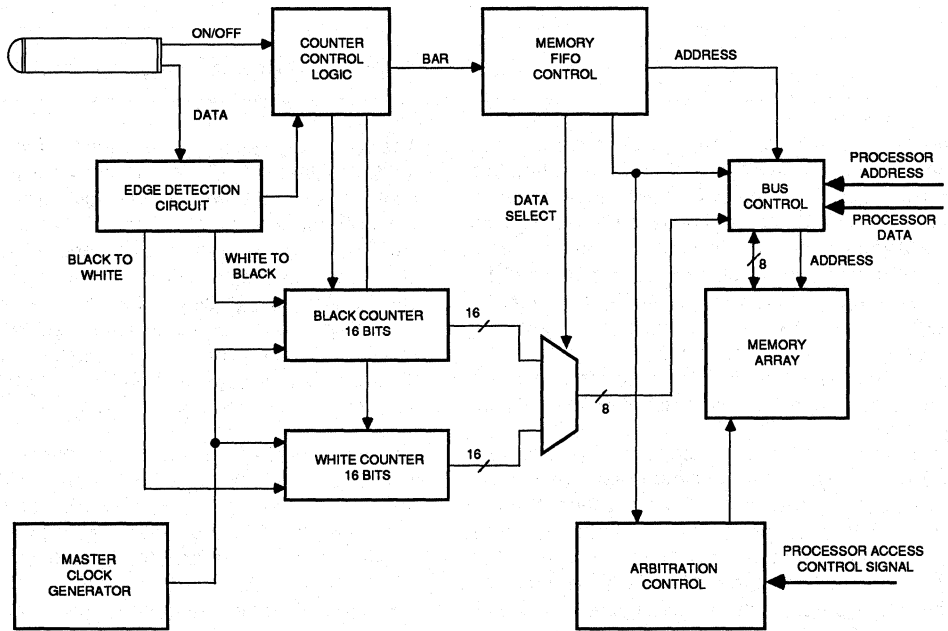 ON/OFF
COUNTER
CONTROL
LOGIC
BAR
MEMORY
FIFO
CONTROL
ADDRESS
DATA
EDGE DETECTION
CIRCUIT
DATA
SELECT
BUS
CONTROL
PROCESSOR
ADDRESS
PROCESSOR
DATA
BLACK TO
WHITE
WHITE TO
BLACK
8
ADDRESS
BLACK COUNTER
16 BITS
16
MEMORY
ARRAY
8
WHITE COUNTER
16 BITS
16
MASTER
CLOCK
GENERATOR
ARBITRATION
CONTROL
PROCESSOR ACCESS
CONTROL SIGNAL